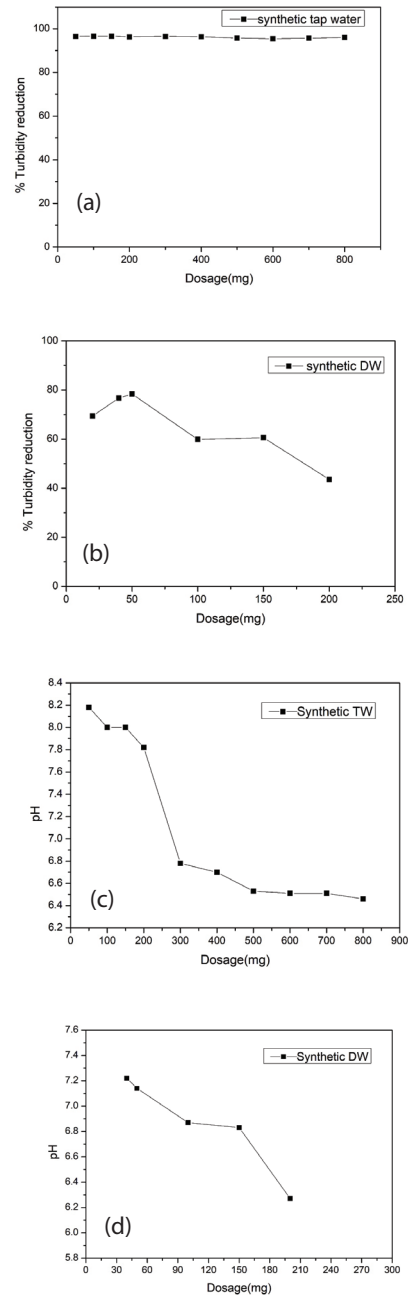 100
80
60
40
20
0
% Turbidity reduction
synthetic tap water
(a)
0 200 400 600 800
Dosage(mg)
100
80
60
40
20
0
% Turbidity reduction
synthetic DW
(b)
0 50 100 150 200 250
Dosage(mg)
8.4
8.2
8.0
7.8
7.6
7.4
7.2
7.0
6.8
6.6
6.4
6.2
pH
Synthetic TW
(c)
0 100 200 300 400 500 600 700 800 900
Dosage(mg)
7.6
7.4
7.2
7.0
6.8
6.6
6.4
6.2
6.0
5.8
pH
Synthetic DW
(d)
0 30 60 90 120 150 180 210 240 270 300
Dosage(mg)